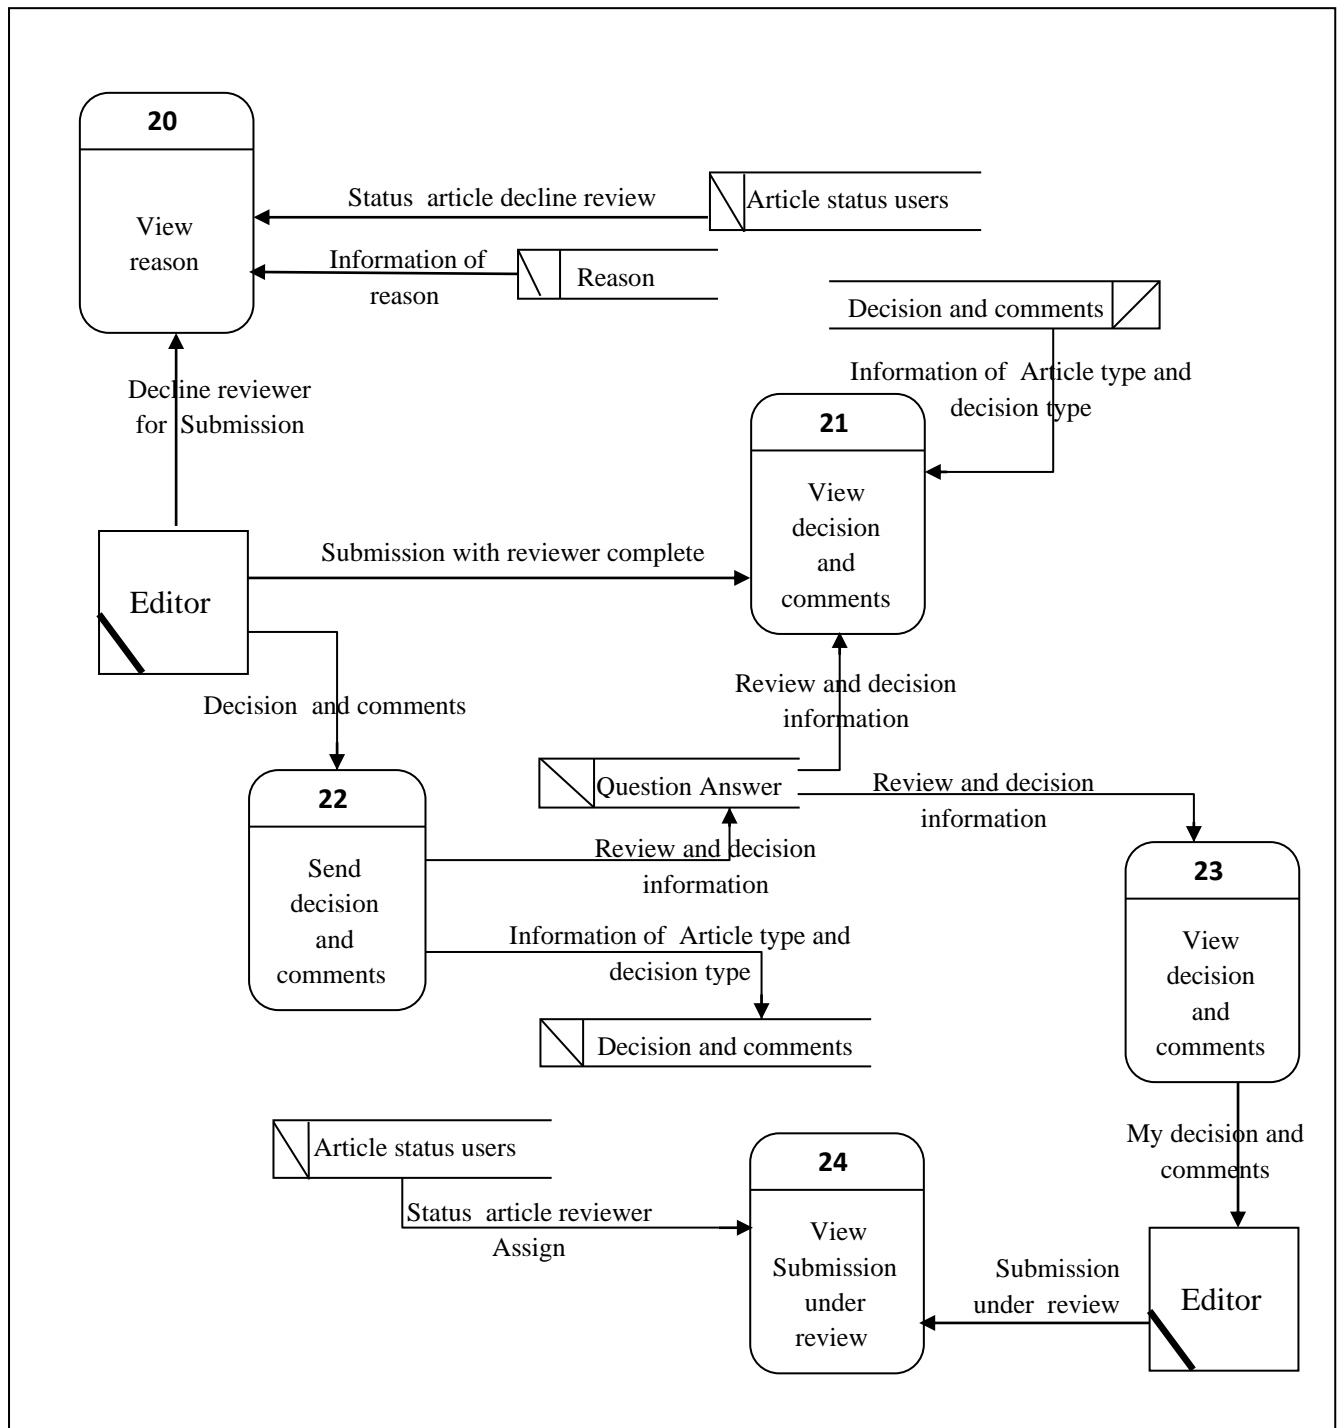 20
View
reason
Status article decline review
Article status users
Information of
reason
Reason
Decision and comments
Decline reviewer
for Submission
Information of Article type and
decision type
21
View
decision
and
comments
Submission with reviewer complete
Editor
Decision and comments
Review and decision
information
22
Send
decision
and
comments
Question Answer
Review and decision
information
Review and decision
information
23
View
decision
and
comments
Information of Article type and
decision type
Decision and comments
Article status users
Status article reviewer
Assign
24
View
Submission
under
review
My decision and
comments
Submission
under review
Editor